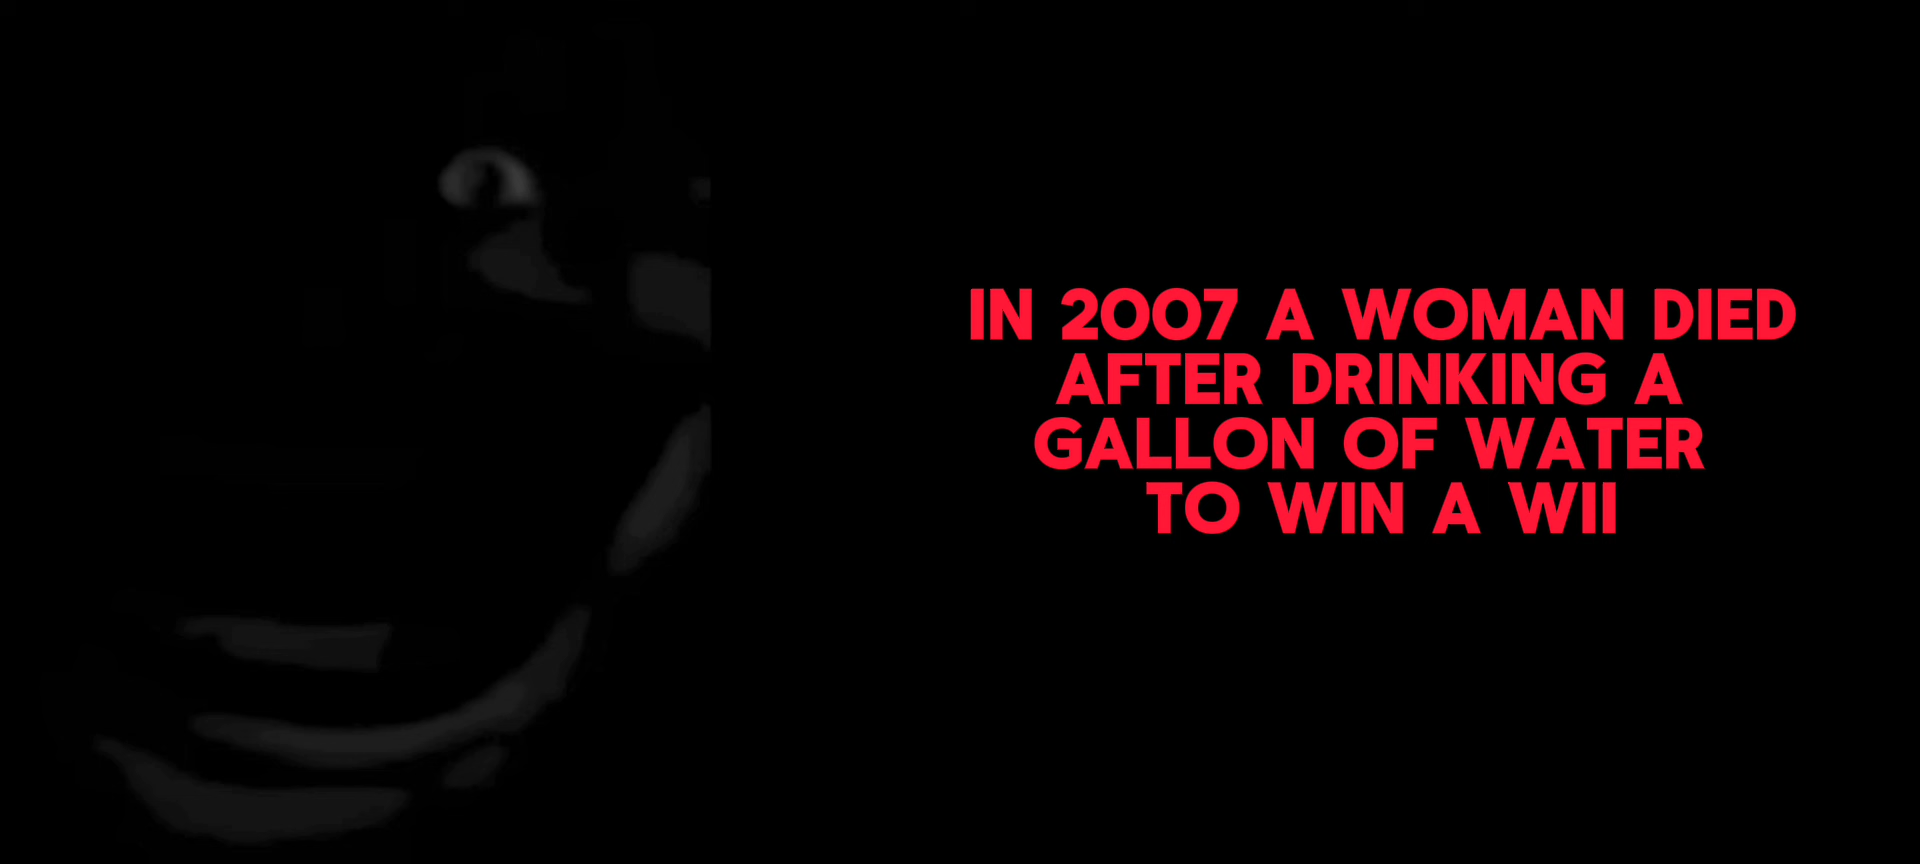 IN 2007 A WOMAN DIED
AFTER DRINKING A
GALLON OF WATER
TO WIN A WII